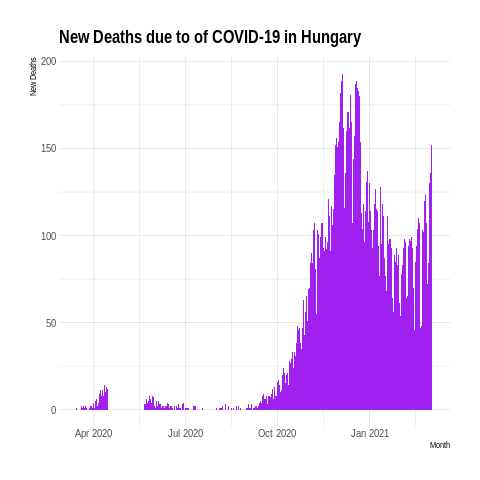 New Deaths due to of COVID-19 in Hungary
New Deaths
200
150
100
50
0
Apr 2020 Jul 2020 Oct 2020 Jan 2021
Month